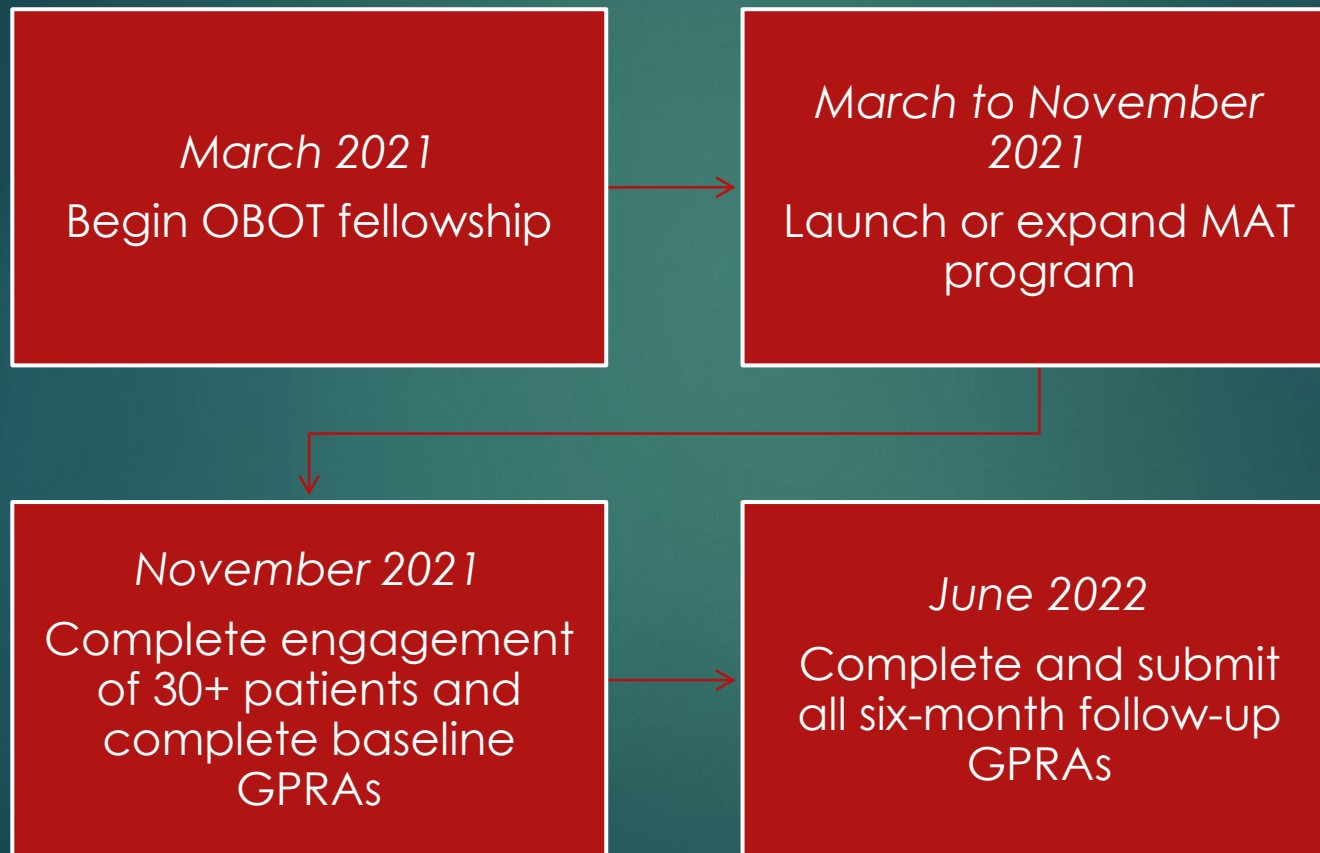 March 2021
Begin OBOT fellowship
March to November
2021
Launch or expand MAT
program
November 2021
Complete engagement
of 30+ patients and
complete baseline
GPRAs
June 2022
Complete and submit
all six-month follow-up
GPRAs